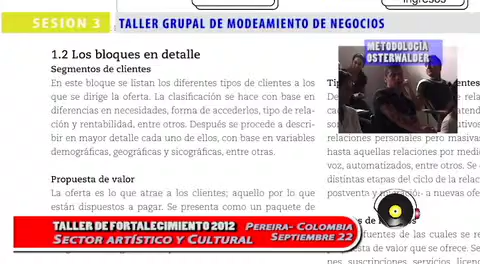 ingresos
SESION 3
TALLER GRUPAL DE MODEAMIENTO DE NEGOCIOS
1.2 Los bloques en detalle
Segmentos de clientes
En este bloque se listan los diferentes tipos de clientes a los
que se dirige la oferta. La clasificación se hace con base en
diferencias en necesidades, forma de accederlos, tipo de rela-
ción y rentabilidad, entre otros. Después se procede a descri-
bir en mayor detalle cada uno de ellos, con base en variables
demográficas, geográficas y sicográficas, entre otras.
Propuesta de valor
La oferta es lo que atrae a los clientes; aquello por lo que
están dispuestos a pagar. Se presenta como un paquete de
METODOLOGIA
OSTERWALDER
relaciones personales pero masivas
hasta aquellas relaciones por
voz, automatizados, entre otros. Se
distintas etapas del ciclo de la relac
postventa y a nuevas ofe
fuentes de las cuales se re
de valor que se ofrece. Se
suscripciones, servicios, licenci
TALLER DE FORTALECIMIENTO 2012
SECTOR ARTÍSTICO Y CULTURAL
PEREIRA- COLOMBIA
SEPTIEMBRE 22